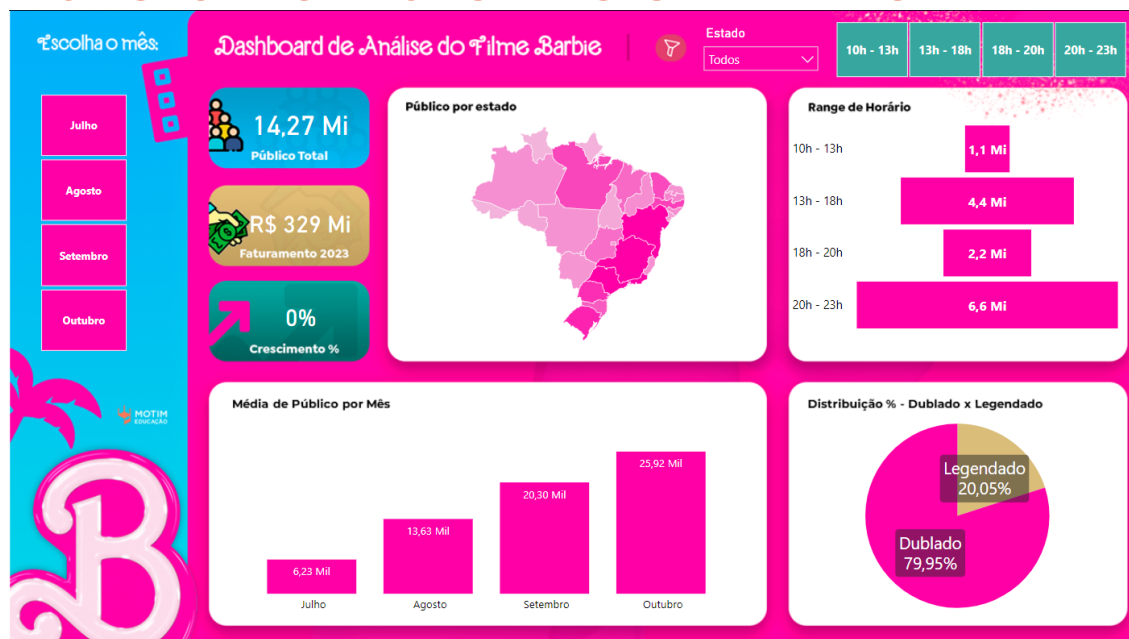 Escolha o mês:
Julho
Agosto
Setembro
Outubro
MOTIM
EDUCAÇÃO
Dashboard de Análise do Filme Barbie
Estado
Todos
10h - 13h
13h - 18h
18h - 20h
20h - 23h
14,27 Mi
Público Total
R$ 329 Mi
Faturamento 2023
0%
Crescimento %
Público por estado
Range de Horário
10h - 13h
1,1 Mi
13h - 18h
4,4 Mi
18h - 20h
2,2 Mi
20h - 23h
6,6 Mi
Média de Público por Mês
6,23 Mil
13,63 Mil
20,30 Mil
25,92 Mil
Julho
Agosto
Setembro
Outubro
Distribuição % - Dublado x Legendado
Legendado
20,05%
Dublado
79,95%
B